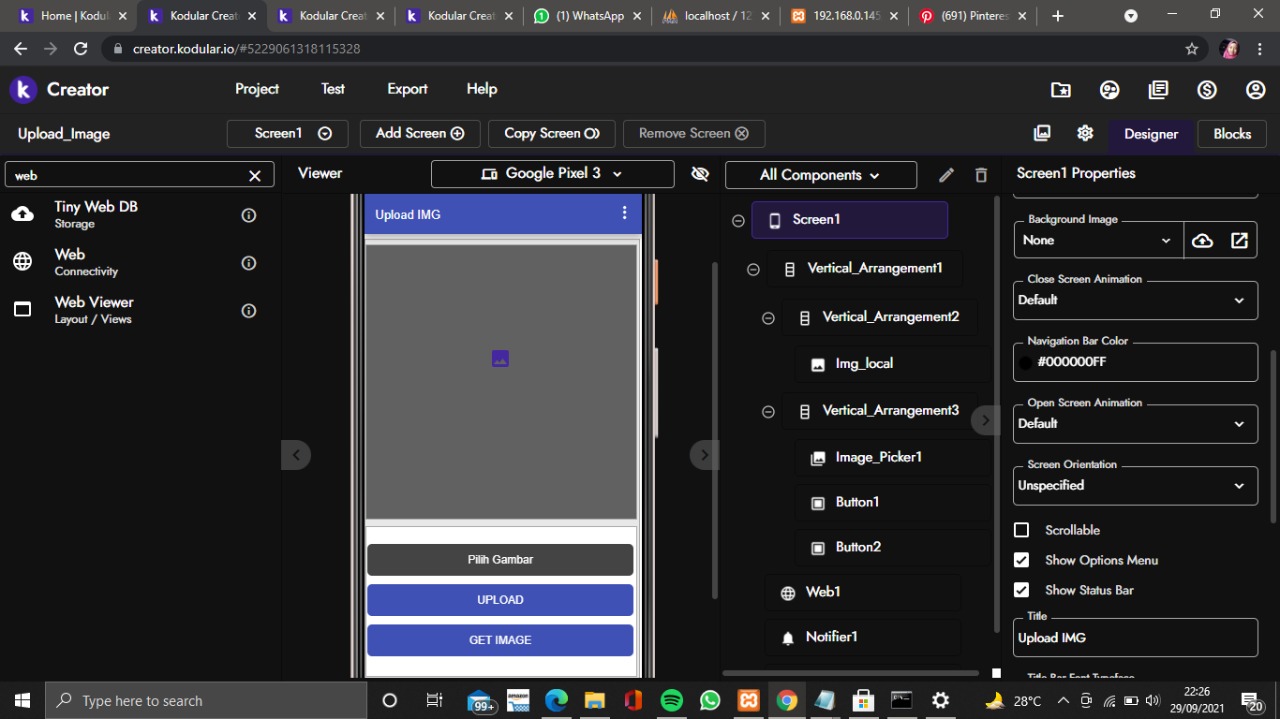 Home | Kodul
Kodular Creat
Kodular Creat
Kodular Creat
(1) WhatsApp
localhost / 12
192.168.0.145
(691) Pinteres
creator.kodular.io/#5229061318115328
Creator
Project
Test
Export
Help
Upload_Image
Screen1
Add Screen
Copy Screen
Remove Screen
Designer
Blocks
web
Tiny Web DB
Storage
Web
Connectivity
Web Viewer
Layout / Views
Viewer
Google Pixel 3
Upload IMG
Pilih Gambar
UPLOAD
GET IMAGE
All Components
Screen1
Vertical_Arrangement1
Vertical_Arrangement2
Img_local
Vertical_Arrangement3
Image_Picker1
Button1
Button2
Web1
Notifier1
Screen1 Properties
Background Image
None
Close Screen Animation
Default
Navigation Bar Color
#000000FF
Open Screen Animation
Default
Screen Orientation
Unspecified
Scrollable
Show Options Menu
Show Status Bar
Title
Upload IMG
Title Bar Font Typeface
Type here to search
99+
28°C
22:26
29/09/2021
20